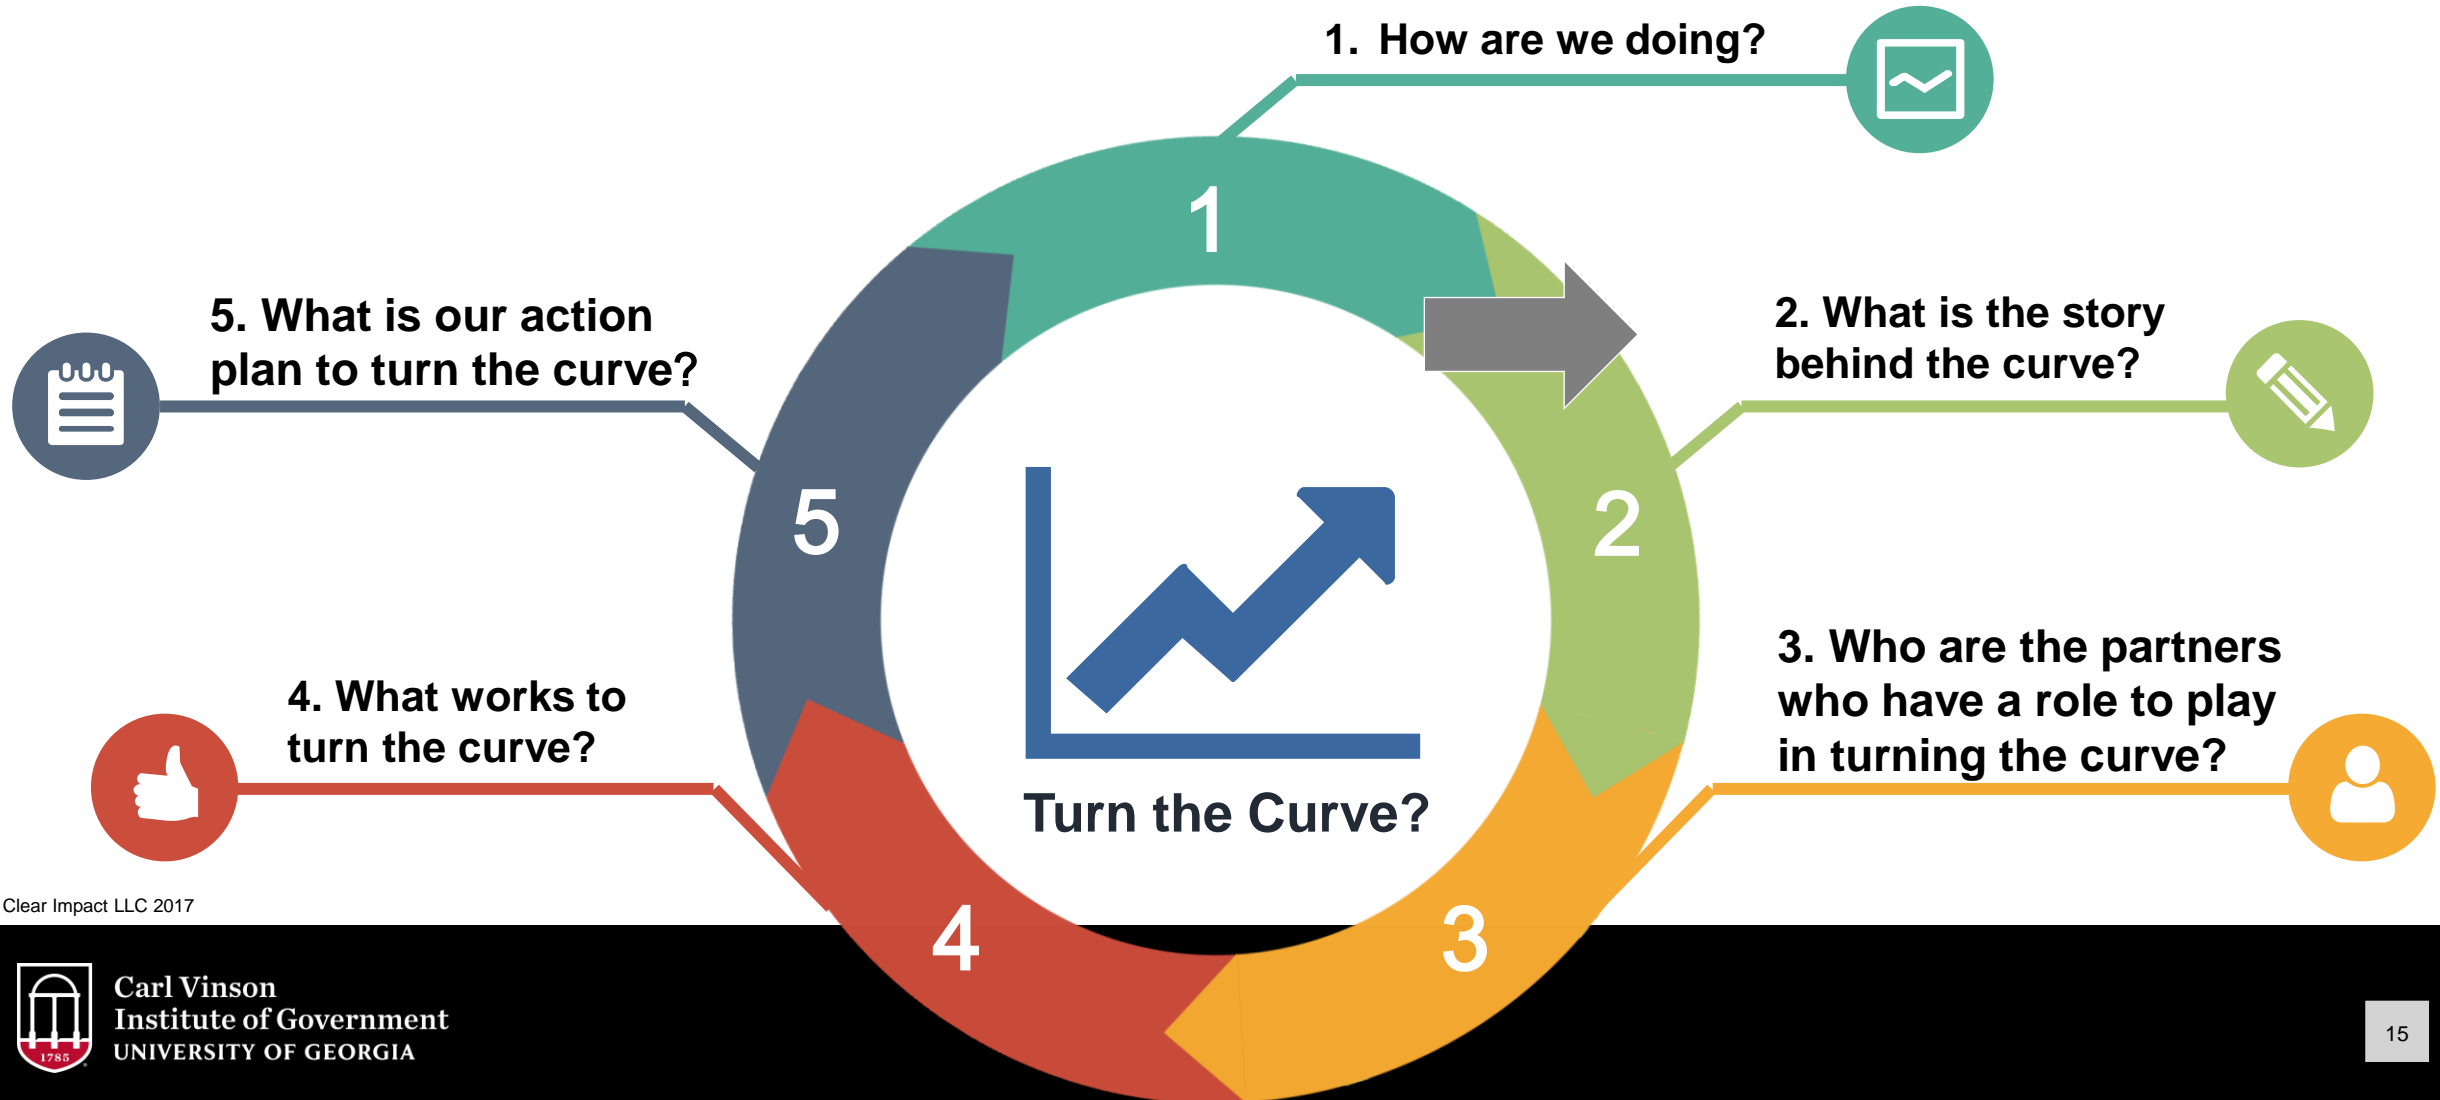 1. How are we doing?
1
5. What is our action
plan to turn the curve?
2. What is the story
behind the curve?
5
2
4. What works to
turn the curve?
3. Who are the partners
who have a role to play
in turning the curve?
Turn the Curve?
4
3
Clear Impact LLC 2017
1785
Carl Vinson
Institute of Government
UNIVERSITY OF GEORGIA
15